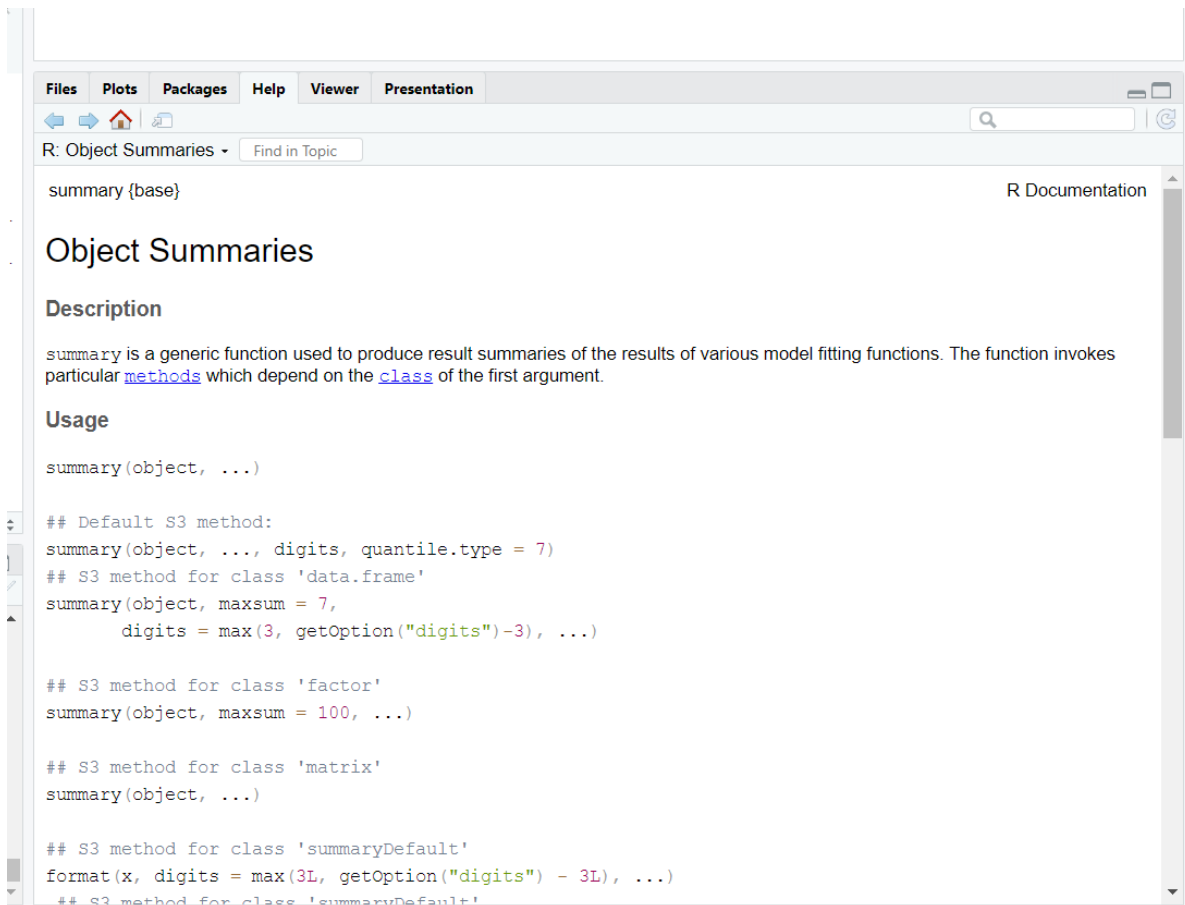 Files Plots Packages Help Viewer Presentation
R: Object Summaries Find in Topic
summary {base} R Documentation
Object Summaries
Description
summary is a generic function used to produce result summaries of the results of various model fitting functions. The function invokes
particular methods which depend on the class of the first argument.
Usage
summary(object, ...)
## Default S3 method:
summary(object, ..., digits, quantile.type = 7)
## S3 method for class 'data.frame'
summary(object, maxsum = 7,
       digits = max(3, getOption("digits")-3), ...)
## S3 method for class 'factor'
summary(object, maxsum = 100, ...)
## S3 method for class 'matrix'
summary(object, ...)
## S3 method for class 'summaryDefault'
format(x, digits = max(3L, getOption("digits") - 3L), ...)
 ## S3 method for class 'summaryDefault'